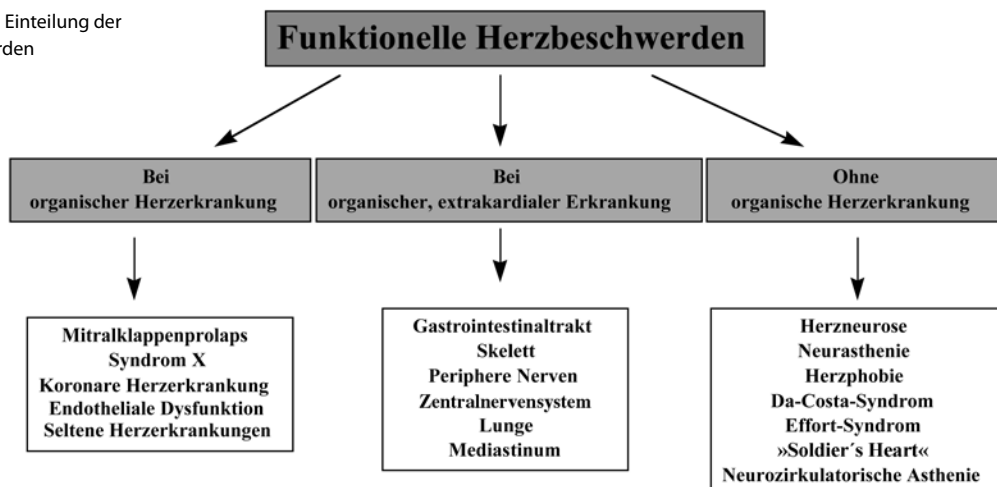 Einteilung der
rden
Funktionelle Herzbeschwerden
Bei
organischer Herzerkrankung
Bei
organischer, extrakardialer Erkrankung
Ohne
organische Herzerkrankung
Mitralklappenprolaps
Syndrom X
Koronare Herzerkrankung
Endotheliale Dysfunktion
Seltene Herzerkrankungen
Gastrointestinaltrakt
Skelett
Periphere Nerven
Zentralnervensystem
Lunge
Mediastinum
Herzneurose
Neurasthenie
Herzphobie
Da-Costa-Syndrom
Effort-Syndrom
»Soldier´s Heart«
Neurozirkulatorische Asthenie